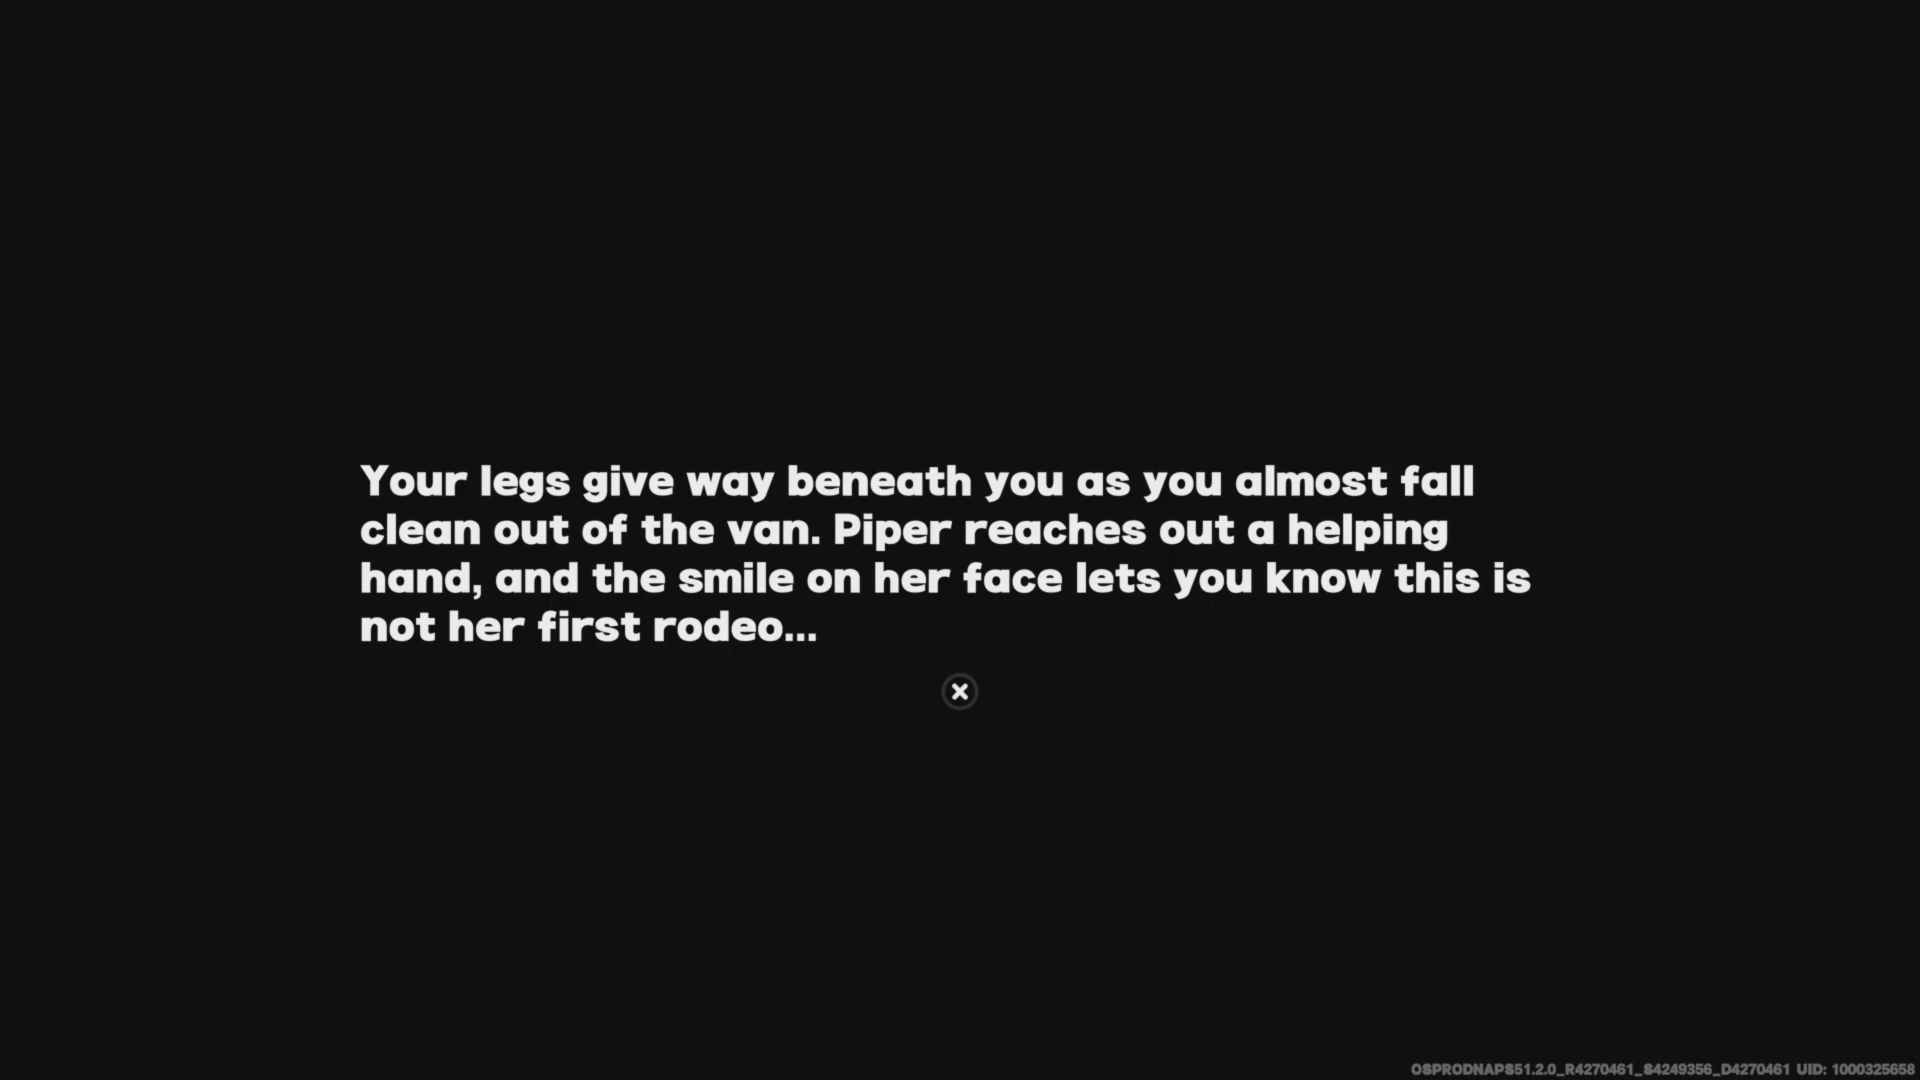 Your legs give way beneath you as you almost fall
clean out of the van. Piper reaches out a helping
hand, and the smile on her face lets you know this is
not her first rodeo...
OSPRODNAPS51.2.0_R4270461_S4249356_D4270461 UID: 1000325658